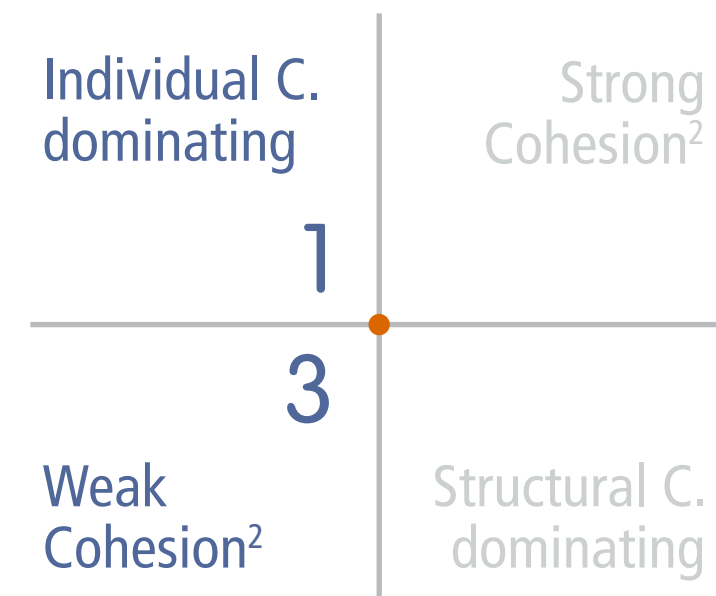 Individual C.
dominating
Strong
Cohesion²
1
3
Weak
Cohesion²
Structural C.
dominating